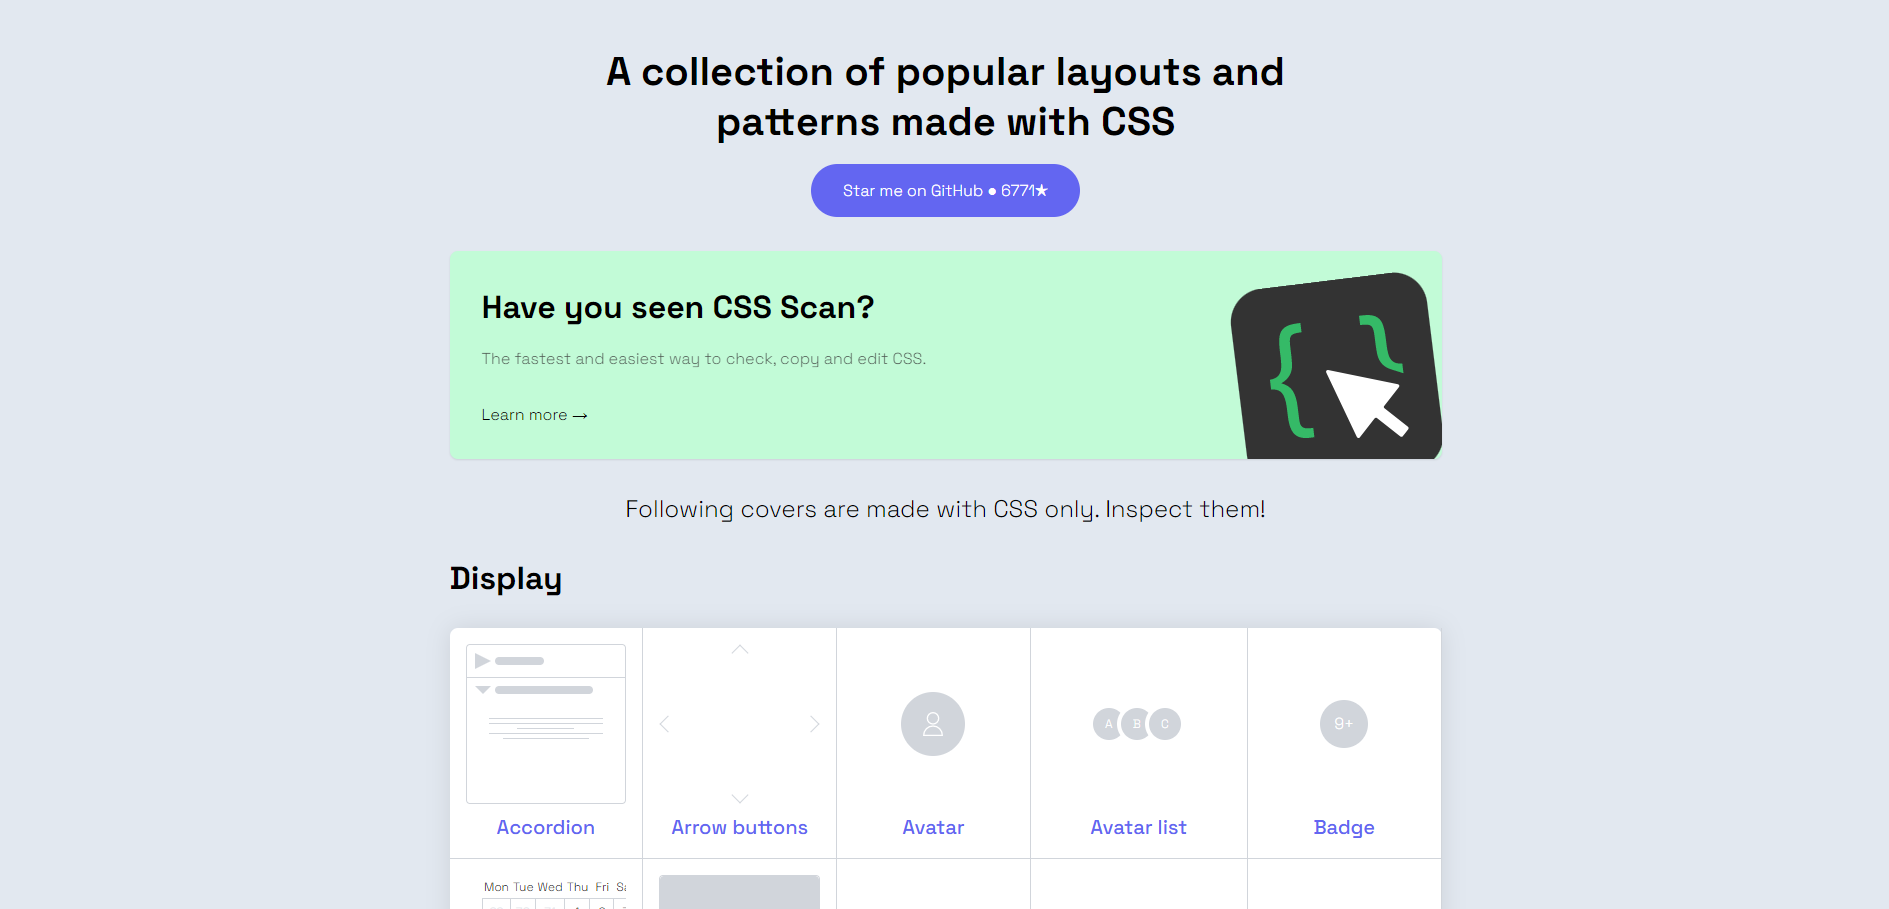 A collection of popular layouts and
patterns made with CSS
Star me on GitHub ● 6771★
Have you seen CSS Scan?
The fastest and easiest way to check, copy and edit CSS.
Learn more →
{ }
Following covers are made with CSS only. Inspect them!
Display
A B C
9+
Accordion
Arrow buttons
Avatar
Avatar list
Badge
Mon Tue Wed Thu Fri Sa